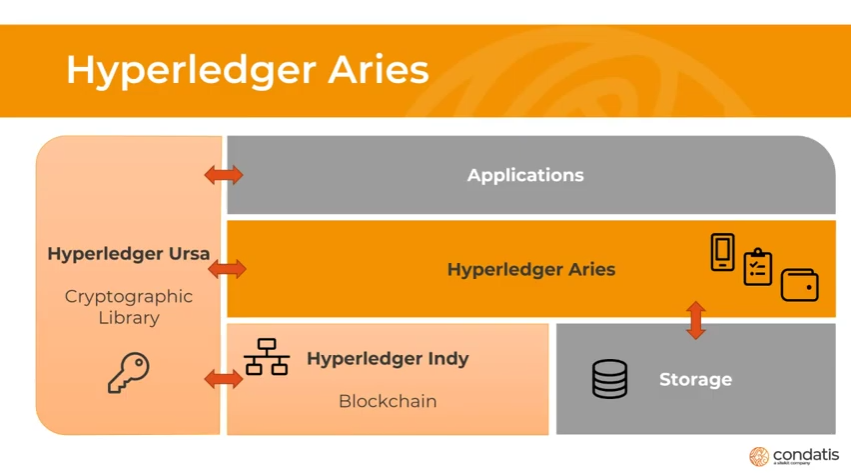 Hyperledger Aries
Applications
Hyperledger Ursa
Cryptographic
Library
Hyperledger Aries
Hyperledger Indy
Blockchain
Storage
condatis
a sitekit company